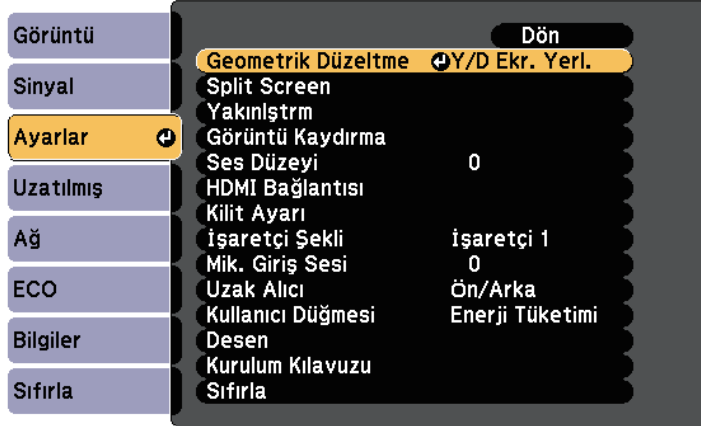 Görüntü
Sinyal
Ayarlar
Uzatılmış
Ağ
ECO
Bilgiler
Sıfırla
Dön
Geometrik Düzeltme Y/D Ekr. Yerl.
Split Screen
Yakınlştrm
Görüntü Kaydırma
Ses Düzeyi 0
HDMI Bağlantısı
Kilit Ayarı
İşaretçi Şekli İşaretçi 1
Mik. Giriş Sesi 0
Uzak Alıcı Ön/Arka
Kullanıcı Düğmesi Enerji Tüketimi
Desen
Kurulum Kılavuzu
Sıfırla